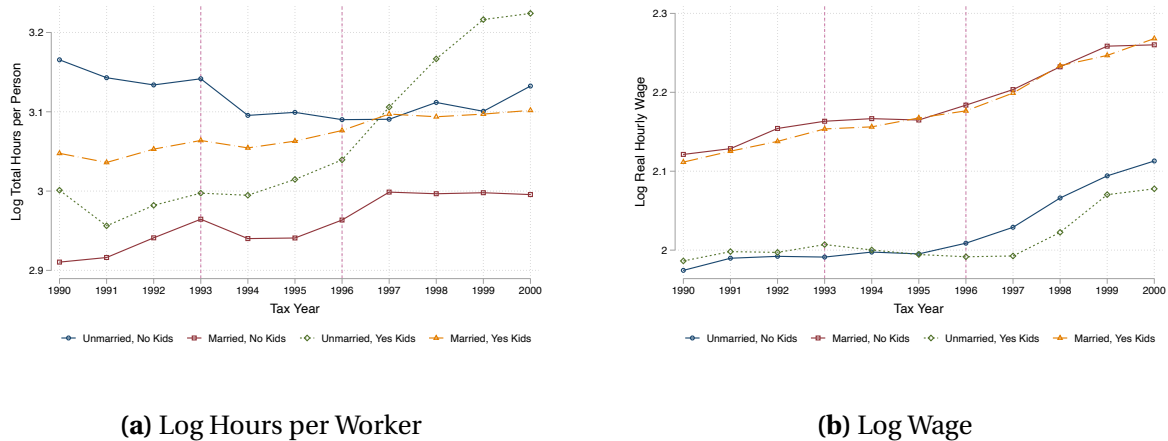 Log Total Hours per Person
3.2
3.1
3
2.9
1990 1991 1992 1993 1994 1995 1996 1997 1998 1999 2000
Tax Year
Unmarried, No Kids Married, No Kids Unmarried, Yes Kids Married, Yes Kids
(a) Log Hours per Worker
Log Real Hourly Wage
2.3
2.2
2.1
2
1990 1991 1992 1993 1994 1995 1996 1997 1998 1999 2000
Tax Year
Unmarried, No Kids Married, No Kids Unmarried, Yes Kids Married, Yes Kids
(b) Log Wage